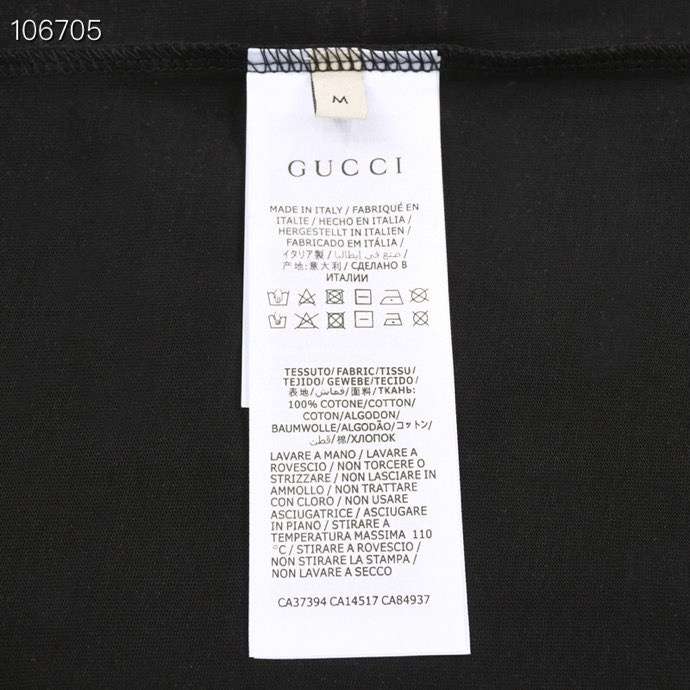 106705
M
GUCCI
MADE IN ITALY / FABRIQUÉ EN
ITALIE / HECHO EN ITALIA /
HERGESTELLT IN ITALIEN /
FABRICADO EM ITÁLIA /
イタリア製 / صنع في إيطاليا /
产地:意大利 / СДЕЛАНО В
ИТАЛИИ
TESSUTO/FABRIC/TISSU/
TEJIDO/GEWEBE/TECIDO/
表地/قماش/面料/ТКАНЬ:
100% COTONE/COTTON/
COTON/ALGODON/
BAUMWOLLE/ALGODÃO/コットン
/قطن/棉/ХЛОПОК
LAVARE A MANO / LAVARE A
ROVESCIO / NON TORCERE O
STRIZZARE / NON LASCIARE IN
AMMOLLO / NON TRATTARE
CON CLORO / NON USARE
ASCIUGATRICE / ASCIUGARE
IN PIANO / STIRARE A
TEMPERATURA MASSIMA 110
°C / STIRARE A ROVESCIO /
NON STIRARE LA STAMPA /
NON LAVARE A SECCO
CA37394 CA14517 CA84937